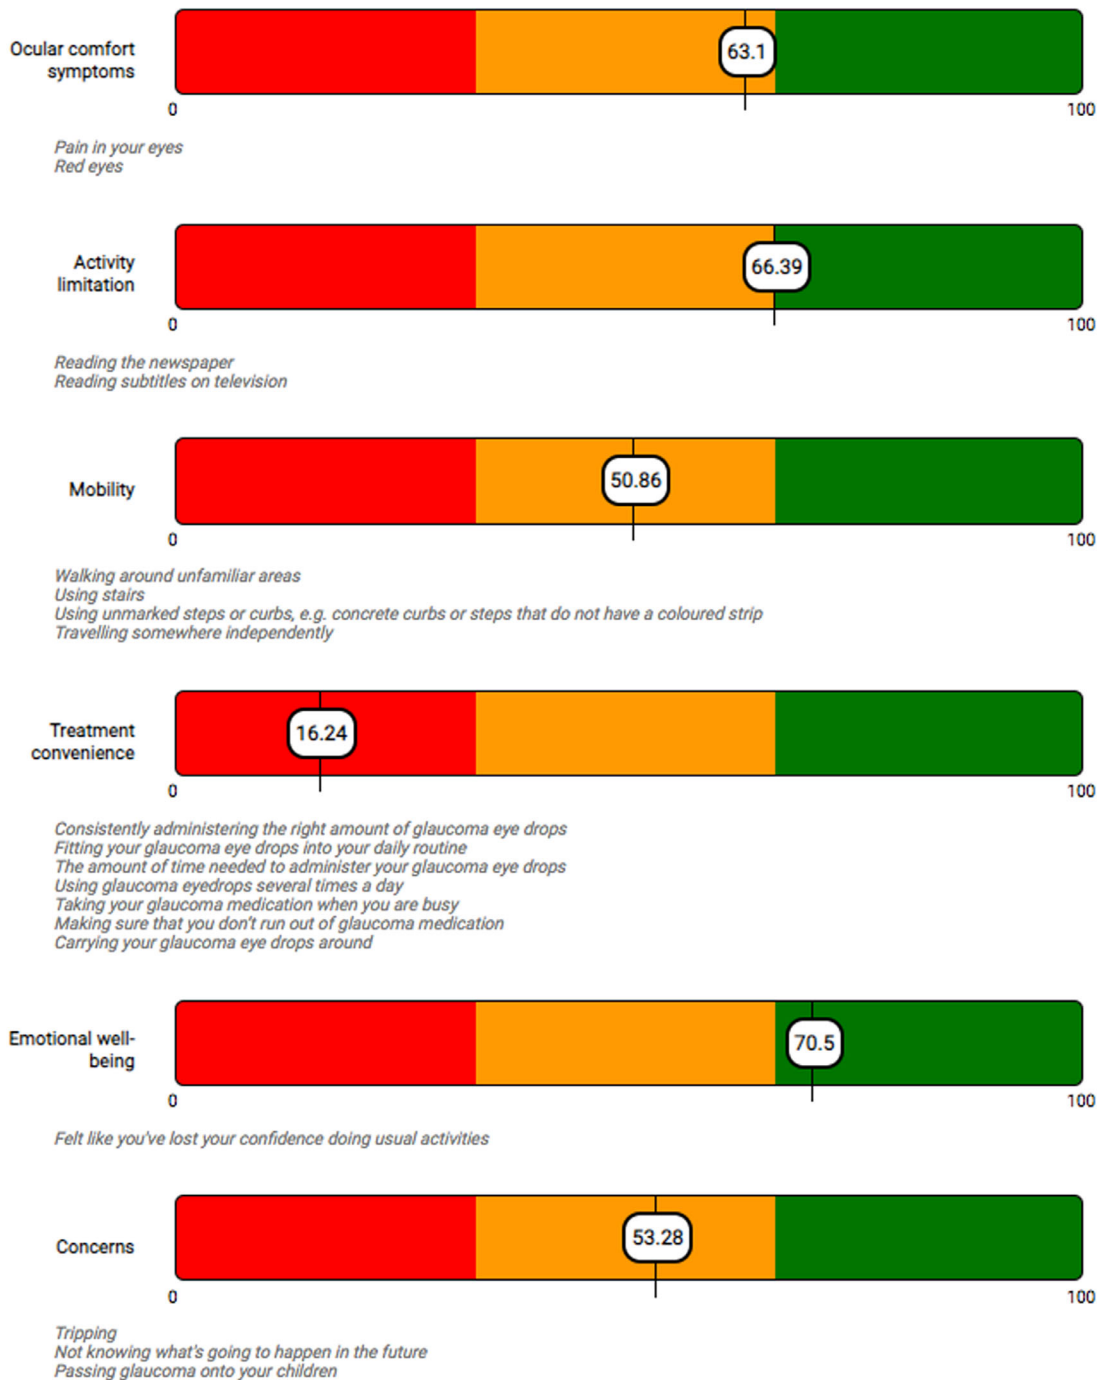 Ocular comfort
symptoms
63.1
0
100
Pain in your eyes
Red eyes
Activity
limitation
66.39
0
100
Reading the newspaper
Reading subtitles on television
Mobility
50.86
0
100
Walking around unfamiliar areas
Using stairs
Using unmarked steps or curbs, e.g. concrete curbs or steps that do not have a coloured strip
Travelling somewhere independently
Treatment
convenience
16.24
0
100
Consistently administering the right amount of glaucoma eye drops
Fitting your glaucoma eye drops into your daily routine
The amount of time needed to administer your glaucoma eye drops
Using glaucoma eyedrops several times a day
Taking your glaucoma medication when you are busy
Making sure that you don't run out of glaucoma medication
Carrying your glaucoma eye drops around
Emotional well-
being
70.5
0
100
Felt like you've lost your confidence doing usual activities
Concerns
53.28
0
100
Tripping
Not knowing what's going to happen in the future
Passing glaucoma onto your children